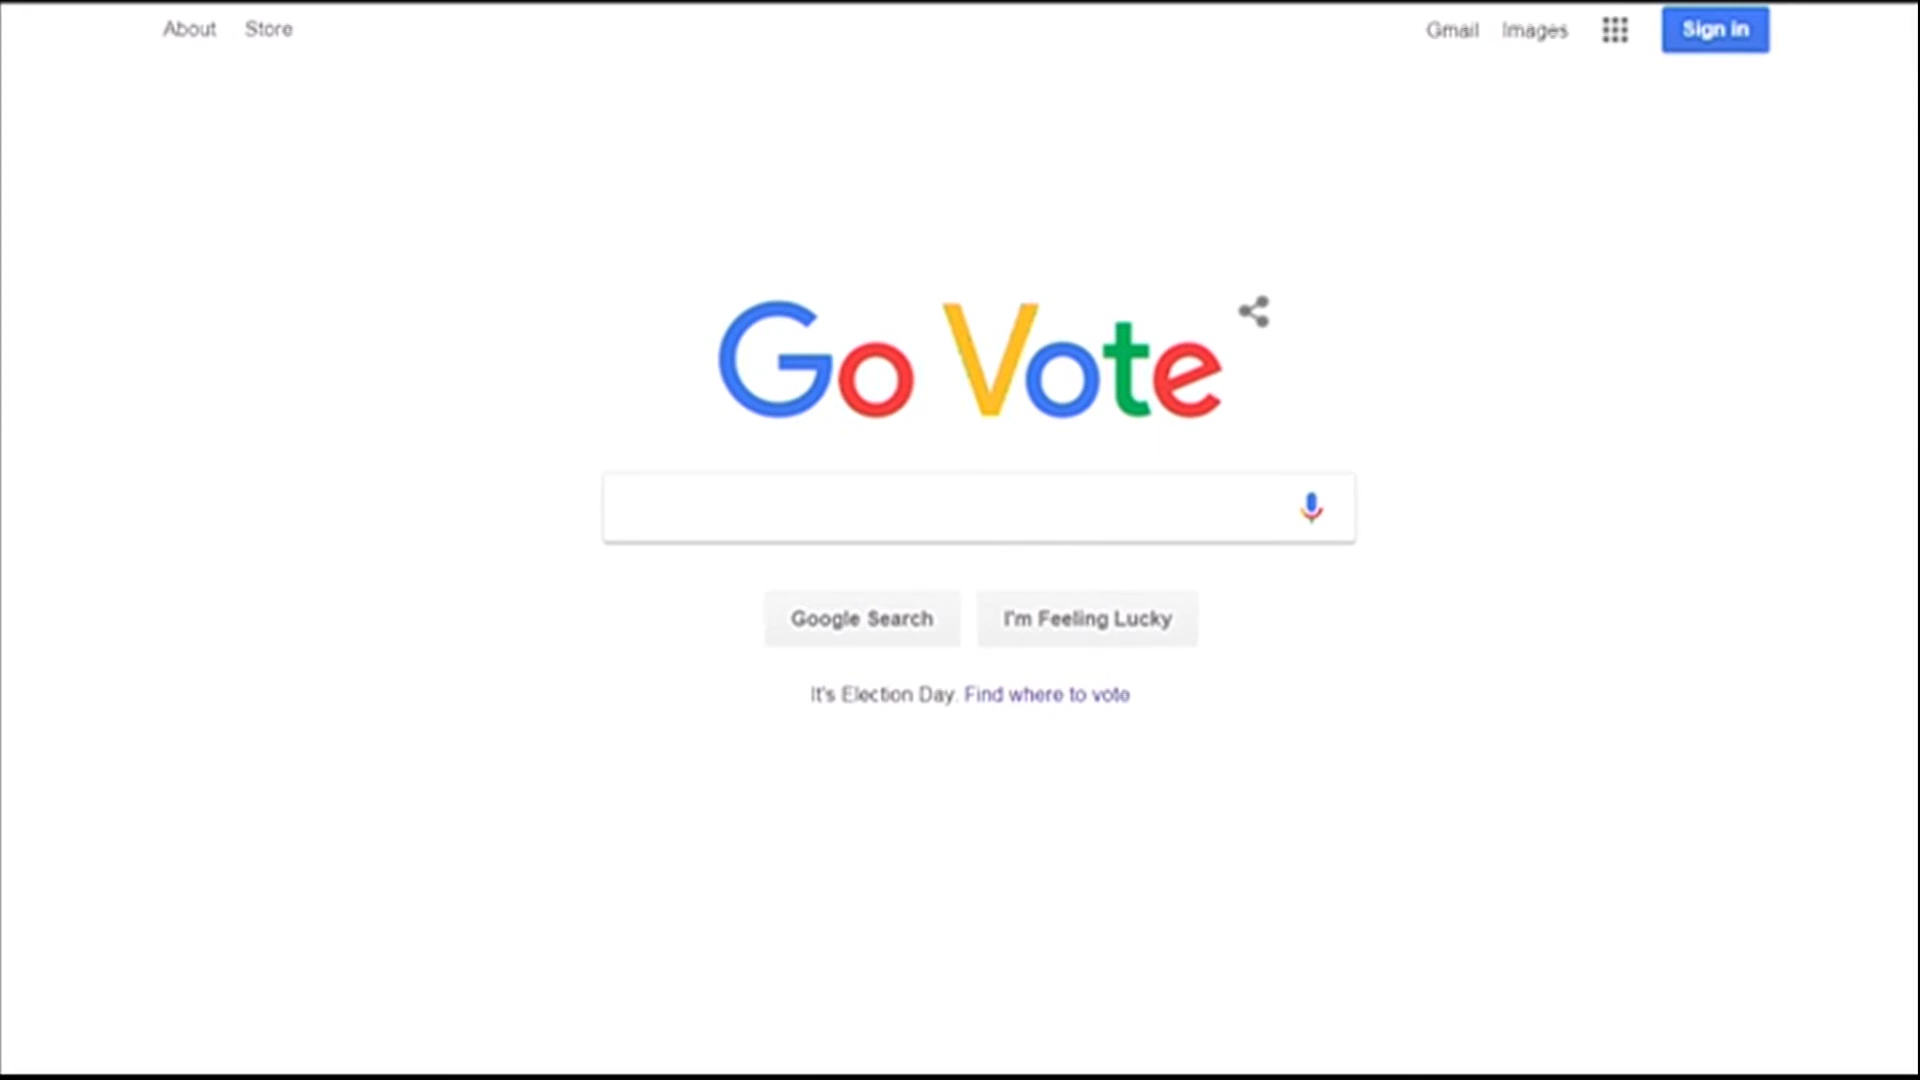 About Store Gmail Images Sign in
Go Vote
Google Search I'm Feeling Lucky
It's Election Day. Find where to vote